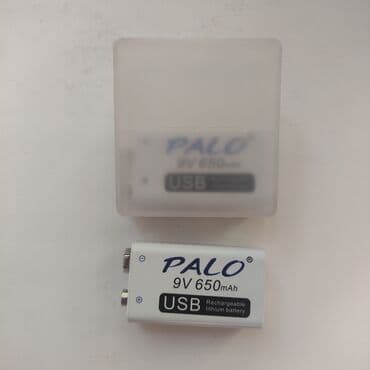 PALO®
9V 650mAh
USB
PALO®
9V 650mAh
USB Rechargeable
lithium battery